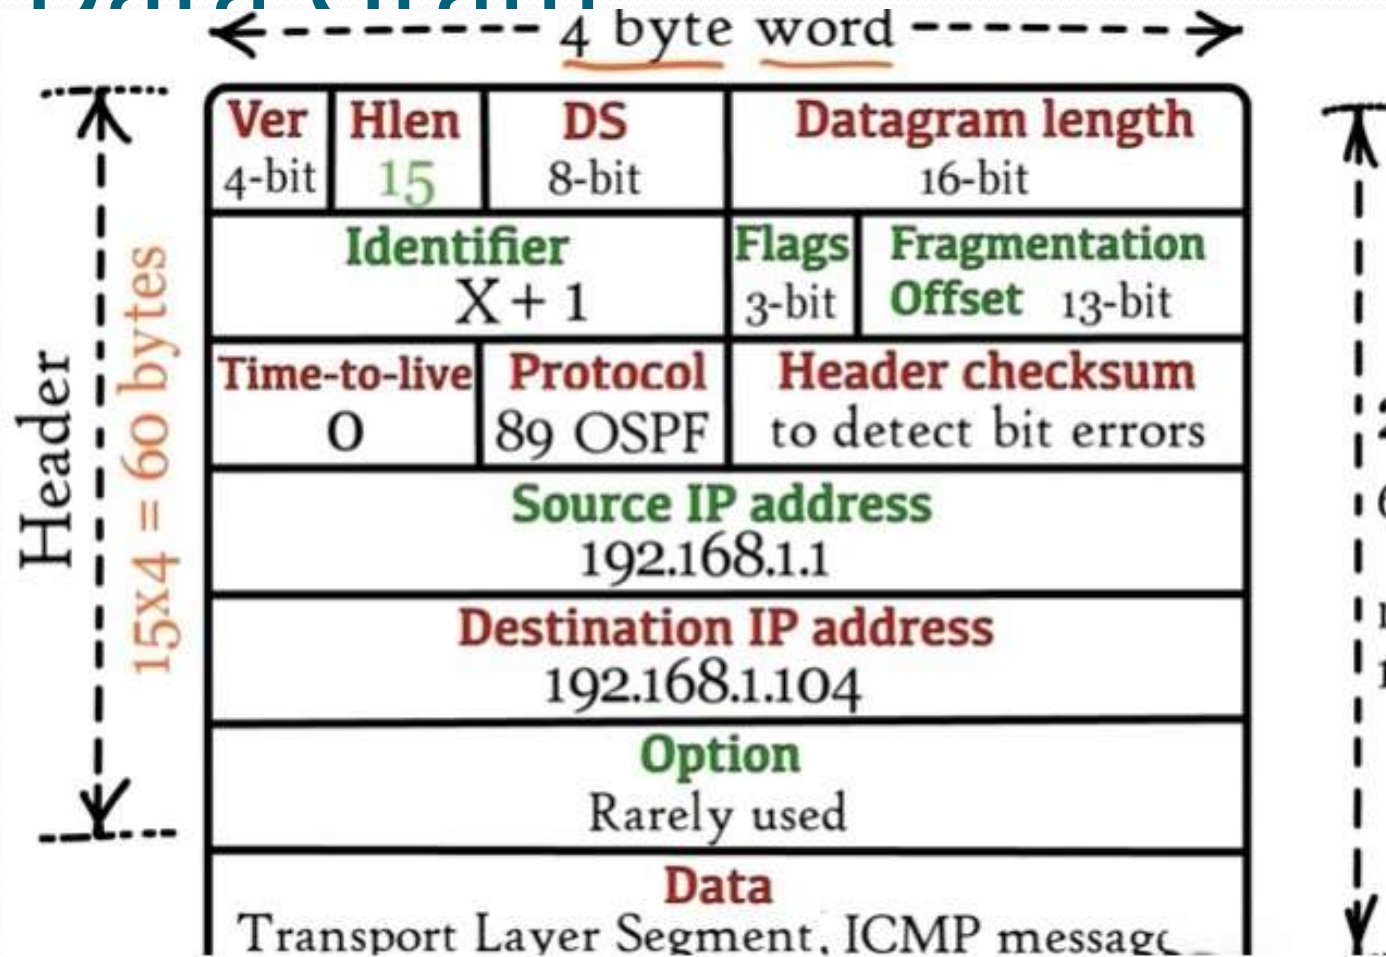 4 byte word
Ver Hlen DS Datagram length
4-bit 15 8-bit 16-bit
Identifier Flags Fragmentation
X + 1 3-bit Offset 13-bit
Time-to-live Protocol Header checksum
0 89 OSPF to detect bit errors
Source IP address
192.168.1.1
Destination IP address
192.168.1.104
Option
Rarely used
Data
Transport Layer Segment, ICMP message
Header
15x4 = 60 bytes